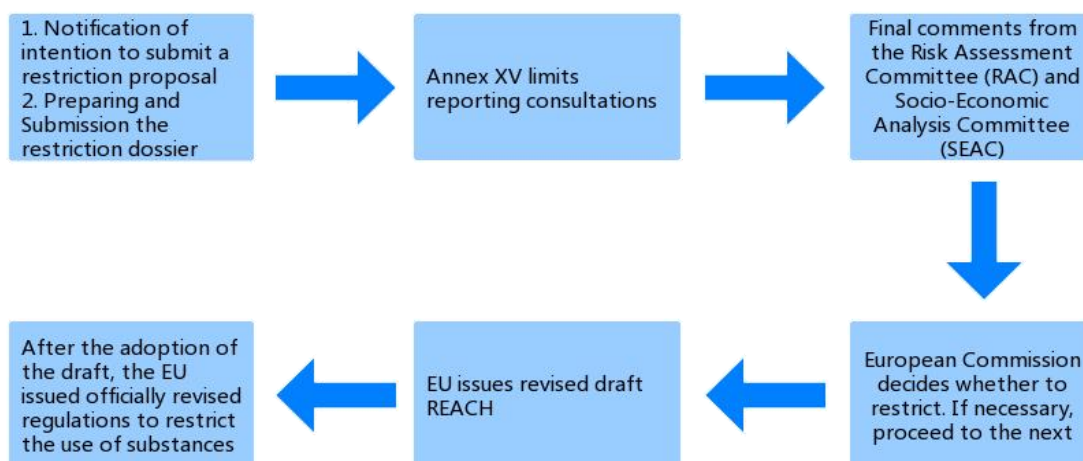 1. Notification of
intention to submit a
restriction proposal
2. Preparing and
Submission the
restriction dossier
Annex XV limits
reporting consultations
Final comments from
the Risk Assessment
Committee (RAC) and
Socio-Economic
Analysis Committee
(SEAC)
European Commission
decides whether to
restrict. If necessary,
proceed to the next
EU issues revised draft
REACH
After the adoption of
the draft, the EU
issued officially revised
regulations to restrict
the use of substances